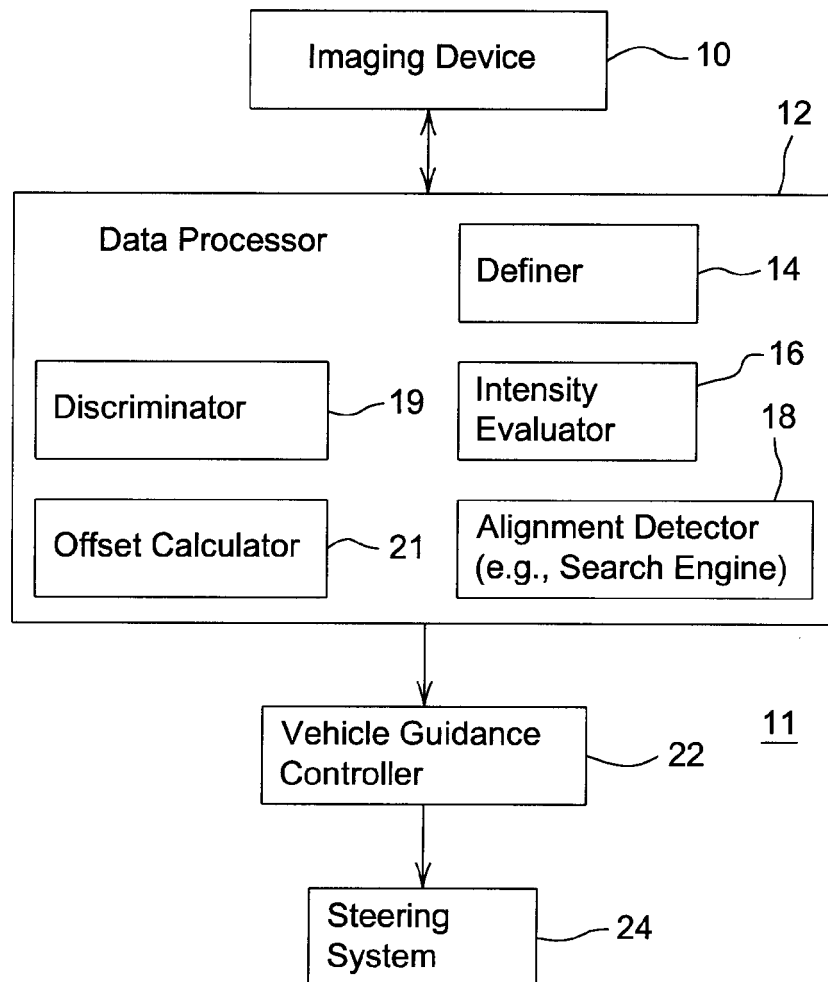 Imaging Device
10
12
Data Processor
Definer
14
Discriminator
19
Intensity
Evaluator
16
Offset Calculator
21
Alignment Detector
(e.g., Search Engine)
18
Vehicle Guidance
Controller
22
11
Steering
System
24